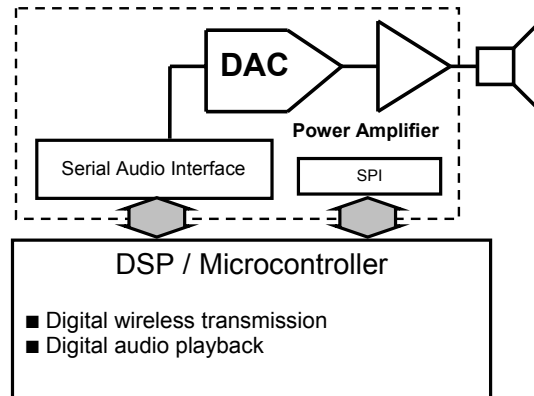 DAC
Power Amplifier
Serial Audio Interface
SPI
DSP / Microcontroller
■ Digital wireless transmission
■ Digital audio playback